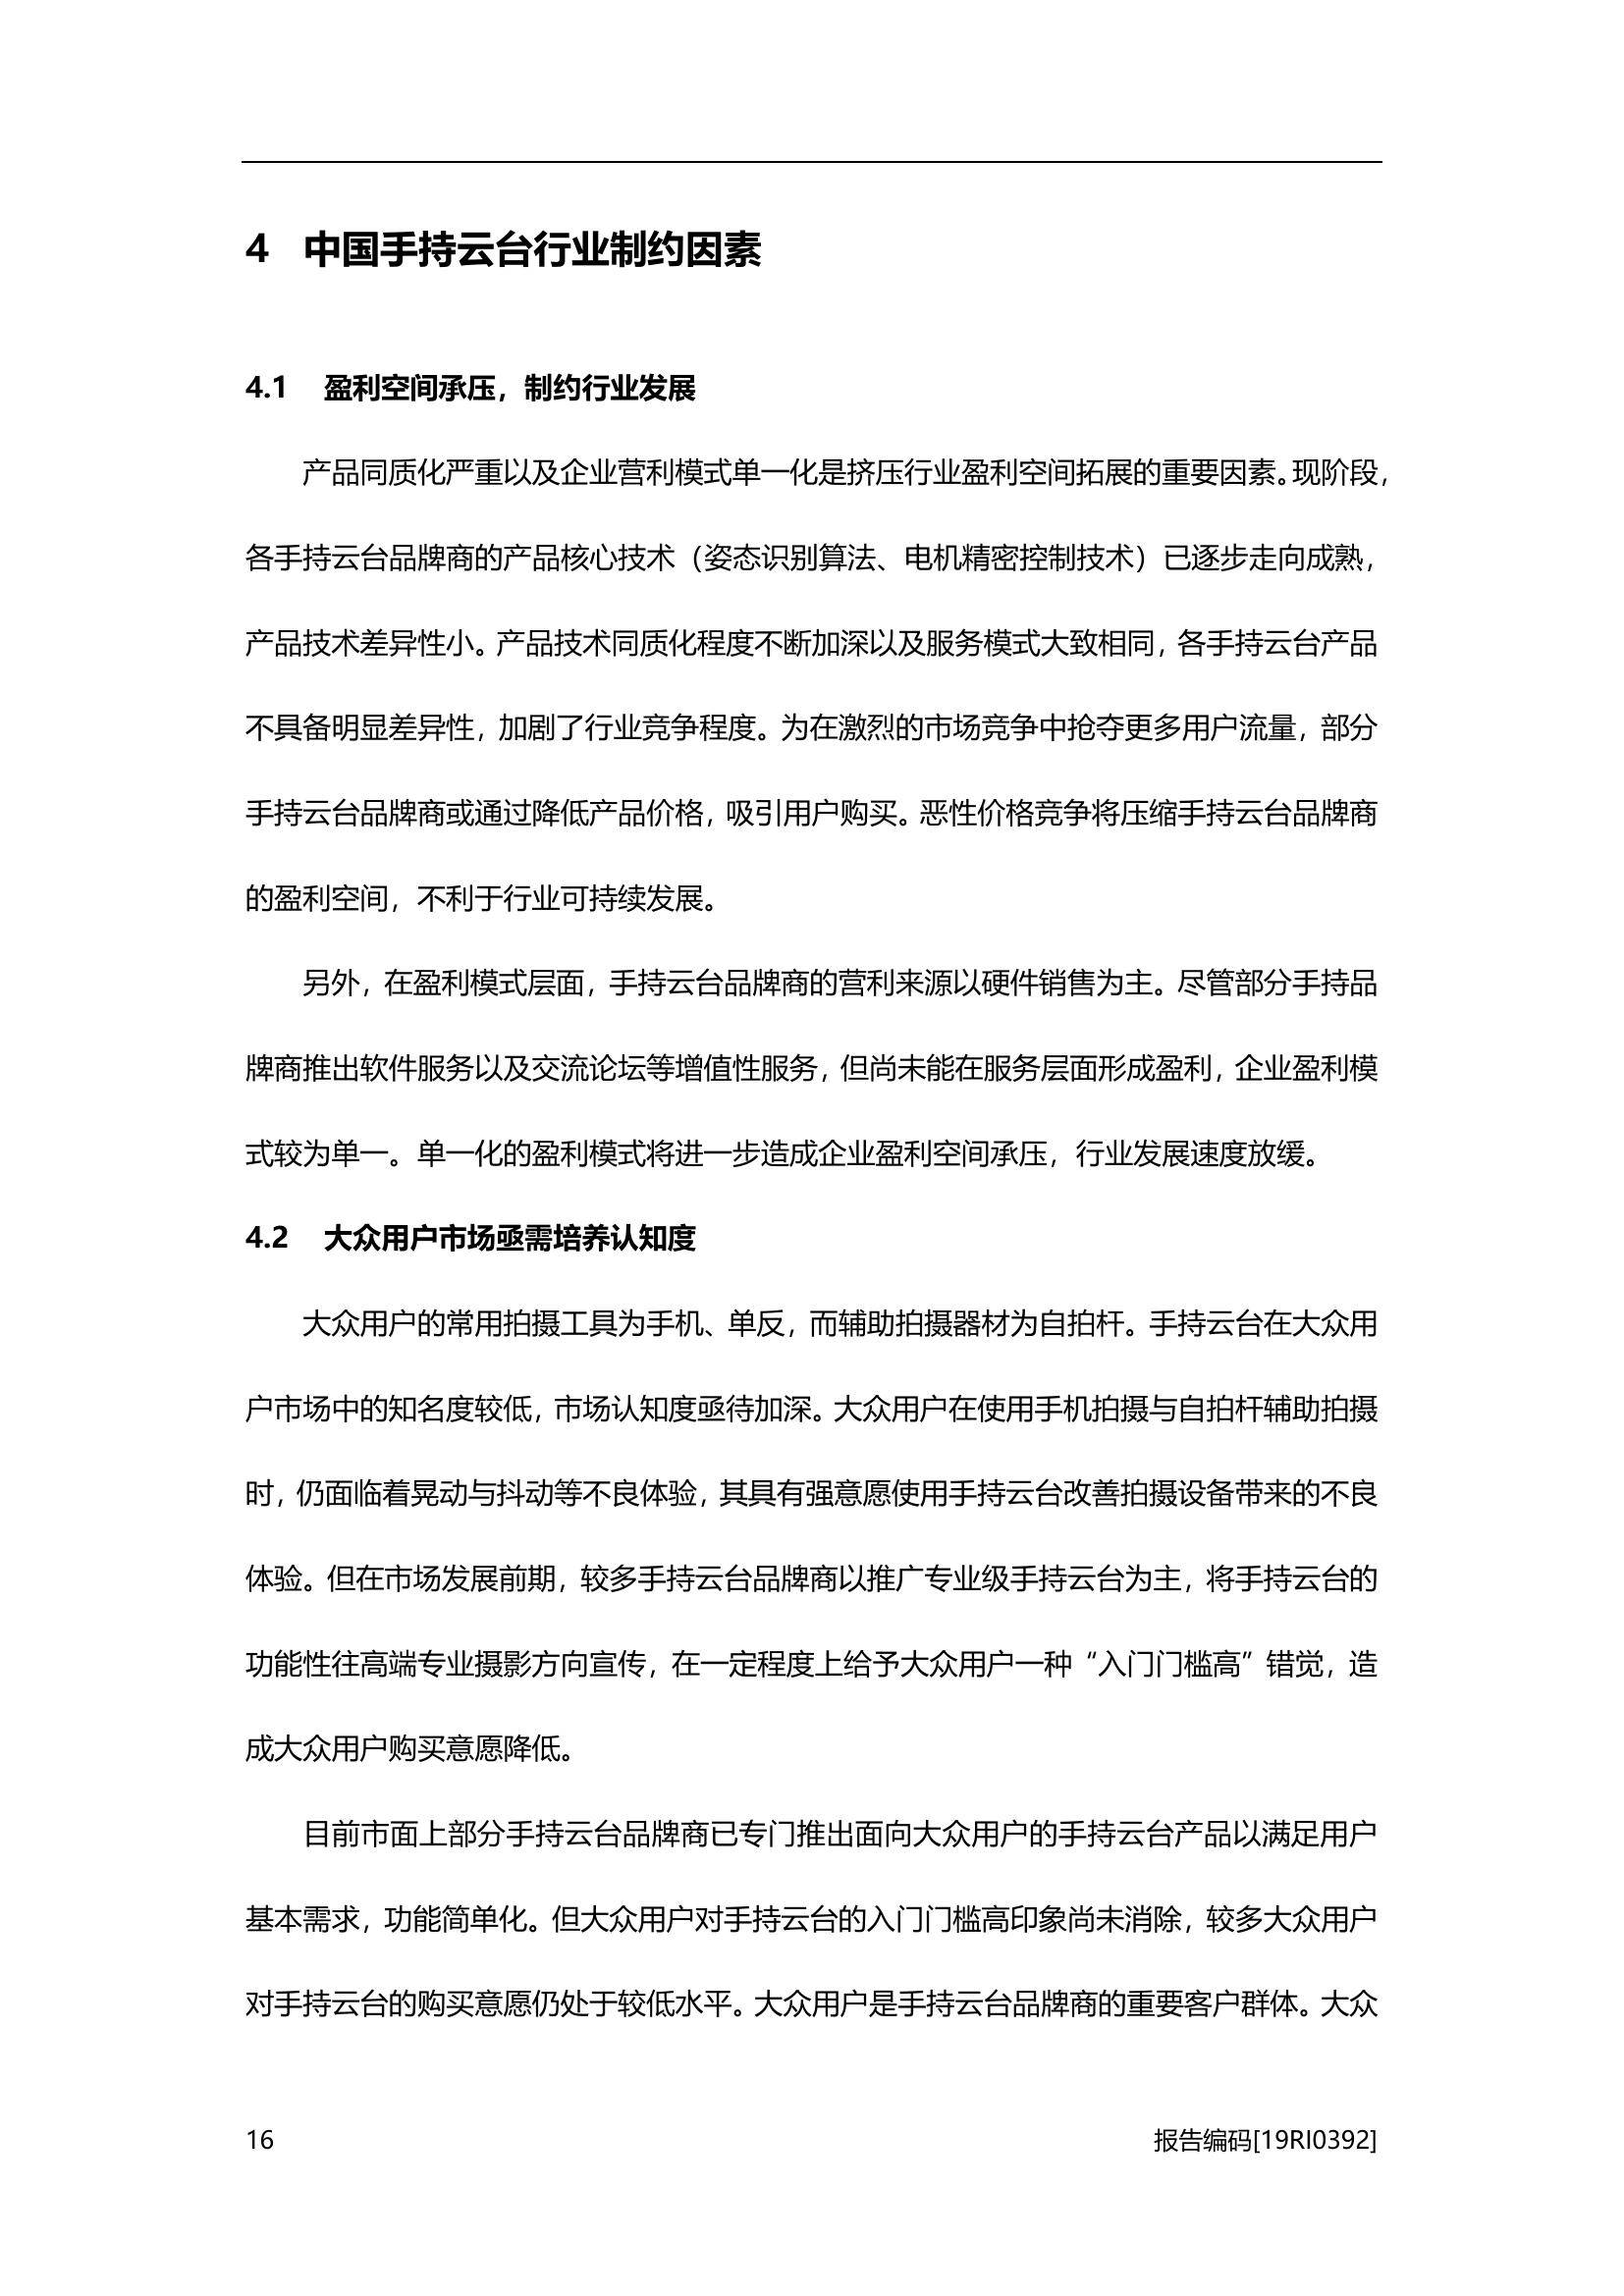 4 中国手持云台行业制约因素
4.1 盈利空间承压，制约行业发展
产品同质化严重以及企业营利模式单一化是挤压行业盈利空间拓展的重要因素。现阶段，
各手持云台品牌商的产品核心技术（姿态识别算法、电机精密控制技术）已逐步走向成熟，
产品技术差异性小。产品技术同质化程度不断加深以及服务模式大致相同，各手持云台产品
不具备明显差异性，加剧了行业竞争程度。为在激烈的市场竞争中抢夺更多用户流量，部分
手持云台品牌商或通过降低产品价格，吸引用户购买。恶性价格竞争将压缩手持云台品牌商
的盈利空间，不利于行业可持续发展。
另外，在盈利模式层面，手持云台品牌商的营利来源以硬件销售为主。尽管部分手持品
牌商推出软件服务以及交流论坛等增值性服务，但尚未能在服务层面形成盈利，企业盈利模
式较为单一。单一化的盈利模式将进一步造成企业盈利空间承压，行业发展速度放缓。
4.2 大众用户市场亟需培养认知度
大众用户的常用拍摄工具为手机、单反，而辅助拍摄器材为自拍杆。手持云台在大众用
户市场中的知名度较低，市场认知度亟待加深。大众用户在使用手机拍摄与自拍杆辅助拍摄
时，仍面临着晃动与抖动等不良体验，其具有强意愿使用手持云台改善拍摄设备带来的不良
体验。但在市场发展前期，较多手持云台品牌商以推广专业级手持云台为主，将手持云台的
功能性往高端专业摄影方向宣传，在一定程度上给予大众用户一种“入门门槛高”错觉，造
成大众用户购买意愿降低。
目前市面上部分手持云台品牌商已专门推出面向大众用户的手持云台产品以满足用户
基本需求，功能简单化。但大众用户对手持云台的入门门槛高印象尚未消除，较多大众用户
对手持云台的购买意愿仍处于较低水平。大众用户是手持云台品牌商的重要客户群体。大众
16 报告编码[19RI0392]